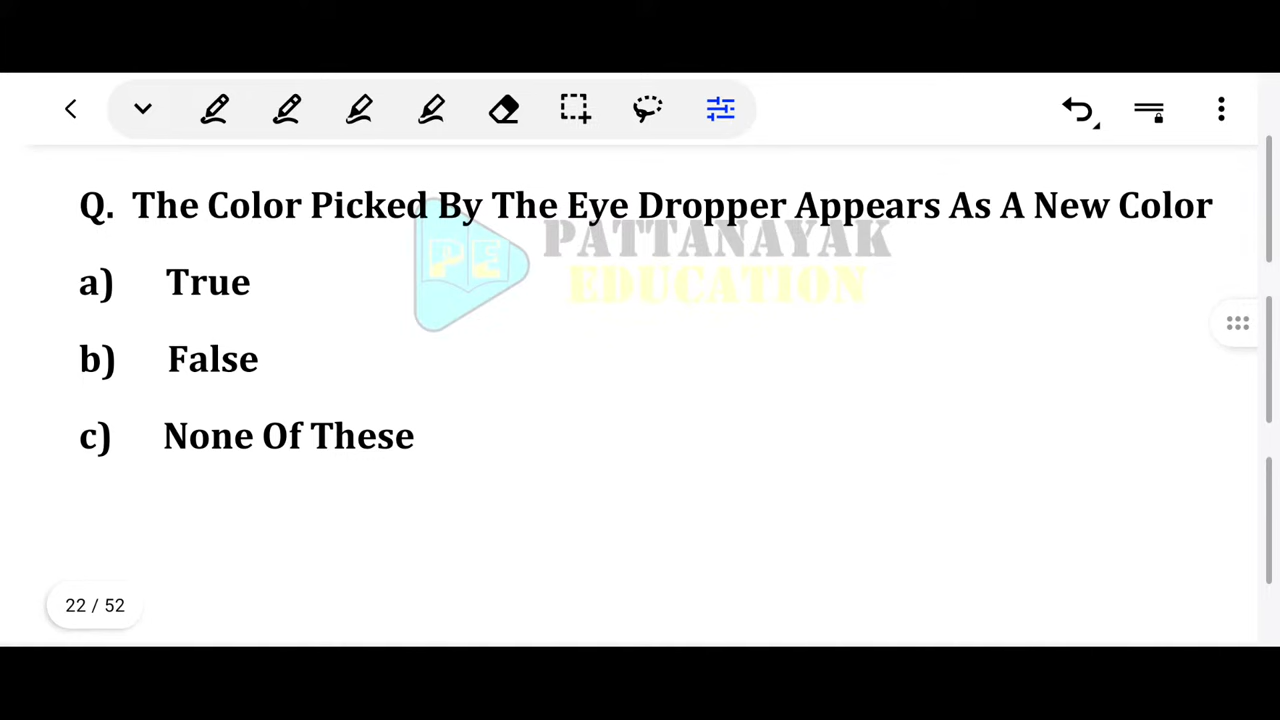 Q. The Color Picked By The Eye Dropper Appears As A New Color
PATTANAYAK
PE
EDUCATION
a) True
b) False
c) None Of These
22 / 52